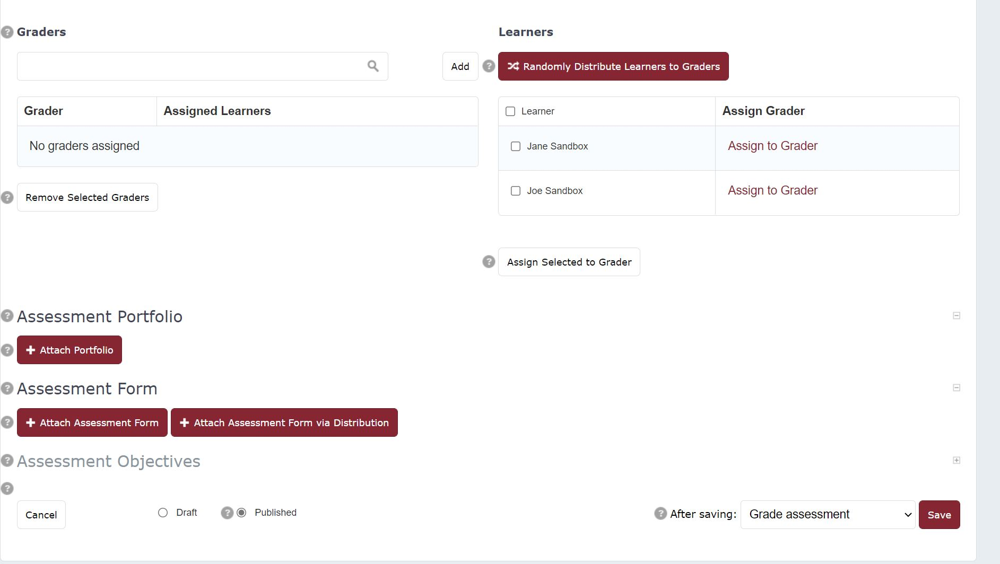 Graders
Learners
Add
Randomly Distribute Learners to Graders
Grader Assigned Learners
No graders assigned
Remove Selected Graders
Learner Assign Grader
Jane Sandbox Assign to Grader
Joe Sandbox Assign to Grader
Assign Selected to Grader
Assessment Portfolio
Attach Portfolio
Assessment Form
Attach Assessment Form Attach Assessment Form via Distribution
Assessment Objectives
Cancel Draft Published After saving: Grade assessment Save